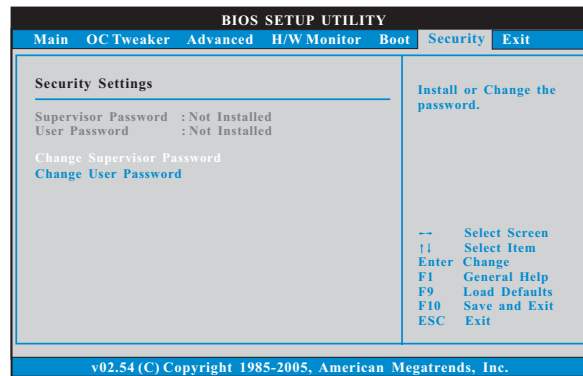 BIOS SETUP UTILITY
Main OC Tweaker Advanced H/W Monitor Boot Security Exit
Security Settings
Supervisor Password : Not Installed
User Password : Not Installed
Change Supervisor Password
Change User Password
Install or Change the
password.
←→ Select Screen
↑↓ Select Item
Enter Change
F1 General Help
F9 Load Defaults
F10 Save and Exit
ESC Exit
v02.54 (C) Copyright 1985-2005, American Megatrends, Inc.